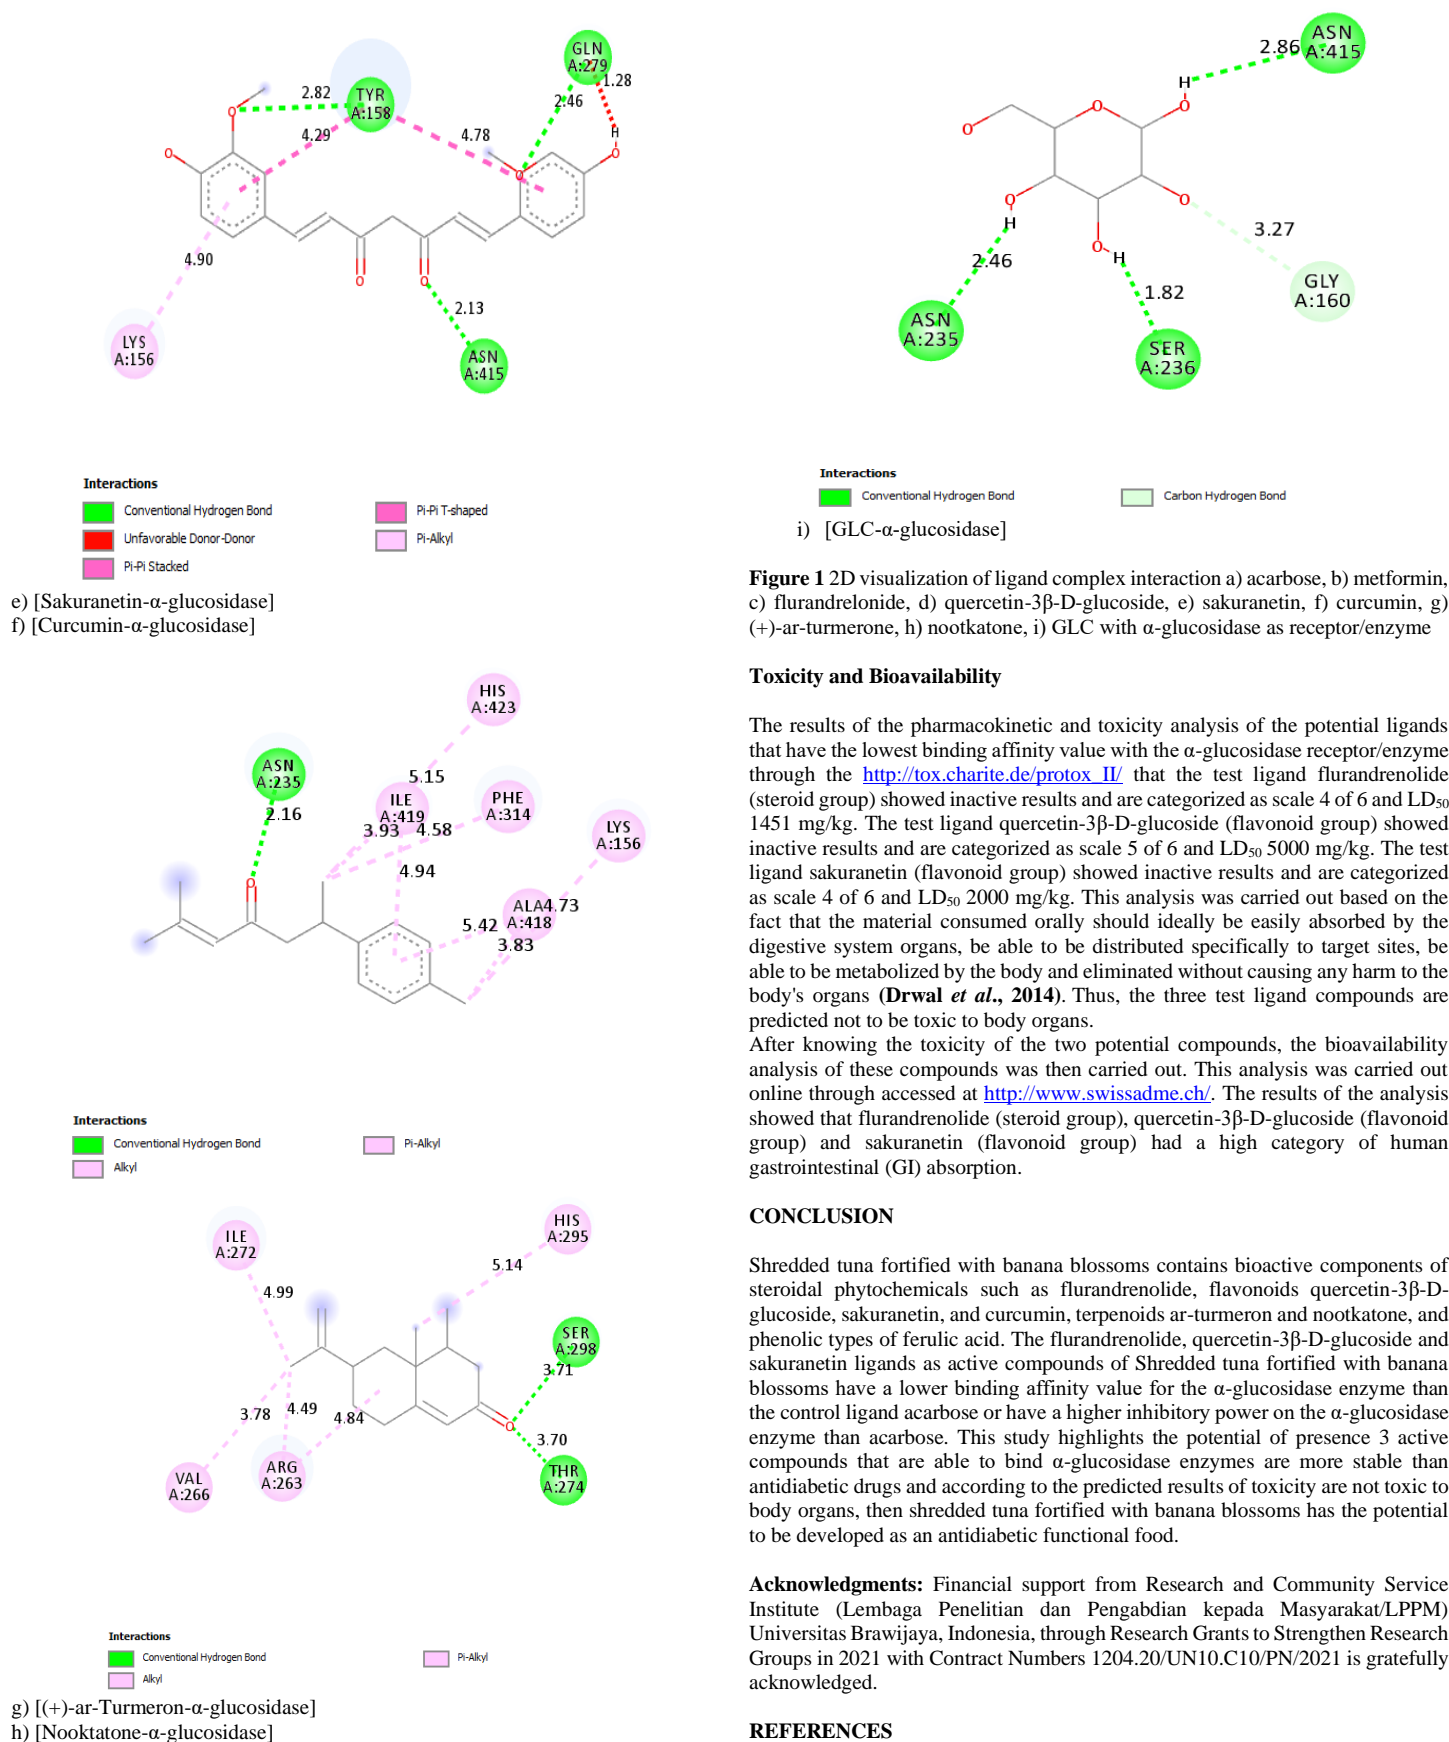 GLN
A:279
1.28
2.82
TYR
A:158
2.46
4.29
4.78
H
O
O
O
O
4.90
O
O
2.13
LYS
A:156
ASN
A:415
Interactions
Conventional Hydrogen Bond
Unfavorable Donor-Donor
Pi-Pi Stacked
Pi-Pi T-shaped
Pi-Alkyl
e) [Sakuranetin-α-glucosidase]
f) [Curcumin-α-glucosidase]
HIS
A:423
ASN
A:235
5.15
2.16
ILE
A:419
PHE
A:314
3.93
4.58
LYS
A:156
4.94
O
ALA
A:418
4.73
5.42
3.83
Interactions
Conventional Hydrogen Bond
Alkyl
Pi-Alkyl
ILE
A:272
HIS
A:295
5.14
4.99
SER
A:298
3.71
3.78
4.49
4.84
O
3.70
VAL
A:266
ARG
A:263
THR
A:274
Interactions
Conventional Hydrogen Bond
Alkyl
Pi-Alkyl
g) [(+)-ar-Turmeron-α-glucosidase]
h) [Nooktatone-α-glucosidase]
ASN
A:415
2.86
H
O
O
O
O
H
O
O
H
2.46
3.27
1.82
GLY
A:160
ASN
A:235
SER
A:236
Interactions
Conventional Hydrogen Bond
Carbon Hydrogen Bond
i) [GLC-α-glucosidase]
Figure 1 2D visualization of ligand complex interaction a) acarbose, b) metformin,
c) flurandrelonide, d) quercetin-3β-D-glucoside, e) sakuranetin, f) curcumin, g)
(+)-ar-turmerone, h) nootkatone, i) GLC with α-glucosidase as receptor/enzyme
Toxicity and Bioavailability
The results of the pharmacokinetic and toxicity analysis of the potential ligands
that have the lowest binding affinity value with the α-glucosidase receptor/enzyme
through the http://tox.charite.de/protox_II/ that the test ligand flurandrenolide
(steroid group) showed inactive results and are categorized as scale 4 of 6 and LD₅₀
1451 mg/kg. The test ligand quercetin-3β-D-glucoside (flavonoid group) showed
inactive results and are categorized as scale 5 of 6 and LD₅₀ 5000 mg/kg. The test
ligand sakuranetin (flavonoid group) showed inactive results and are categorized
as scale 4 of 6 and LD₅₀ 2000 mg/kg. This analysis was carried out based on the
fact that the material consumed orally should ideally be easily absorbed by the
digestive system organs, be able to be distributed specifically to target sites, be
able to be metabolized by the body and eliminated without causing any harm to the
body's organs (Drwal et al., 2014). Thus, the three test ligand compounds are
predicted not to be toxic to body organs.
After knowing the toxicity of the two potential compounds, the bioavailability
analysis of these compounds was then carried out. This analysis was carried out
online through accessed at http://www.swissadme.ch/. The results of the analysis
showed that flurandrenolide (steroid group), quercetin-3β-D-glucoside (flavonoid
group) and sakuranetin (flavonoid group) had a high category of human
gastrointestinal (GI) absorption.
CONCLUSION
Shredded tuna fortified with banana blossoms contains bioactive components of
steroidal phytochemicals such as flurandrenolide, flavonoids quercetin-3β-D-
glucoside, sakuranetin, and curcumin, terpenoids ar-turmeron and nootkatone, and
phenolic types of ferulic acid. The flurandrenolide, quercetin-3β-D-glucoside and
sakuranetin ligands as active compounds of Shredded tuna fortified with banana
blossoms have a lower binding affinity value for the α-glucosidase enzyme than
the control ligand acarbose or have a higher inhibitory power on the α-glucosidase
enzyme than acarbose. This study highlights the potential of presence 3 active
compounds that are able to bind α-glucosidase enzymes are more stable than
antidiabetic drugs and according to the predicted results of toxicity are not toxic to
body organs, then shredded tuna fortified with banana blossoms has the potential
to be developed as an antidiabetic functional food.
Acknowledgments: Financial support from Research and Community Service
Institute (Lembaga Penelitian dan Pengabdian kepada Masyarakat/LPPM)
Universitas Brawijaya, Indonesia, through Research Grants to Strengthen Research
Groups in 2021 with Contract Numbers 1204.20/UN10.C10/PN/2021 is gratefully
acknowledged.
REFERENCES